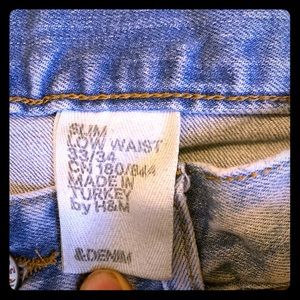 SLIM
LOW WAIST
33/34
CN 180/84A
MADE IN
TURKEY
by H&M
&DENIM